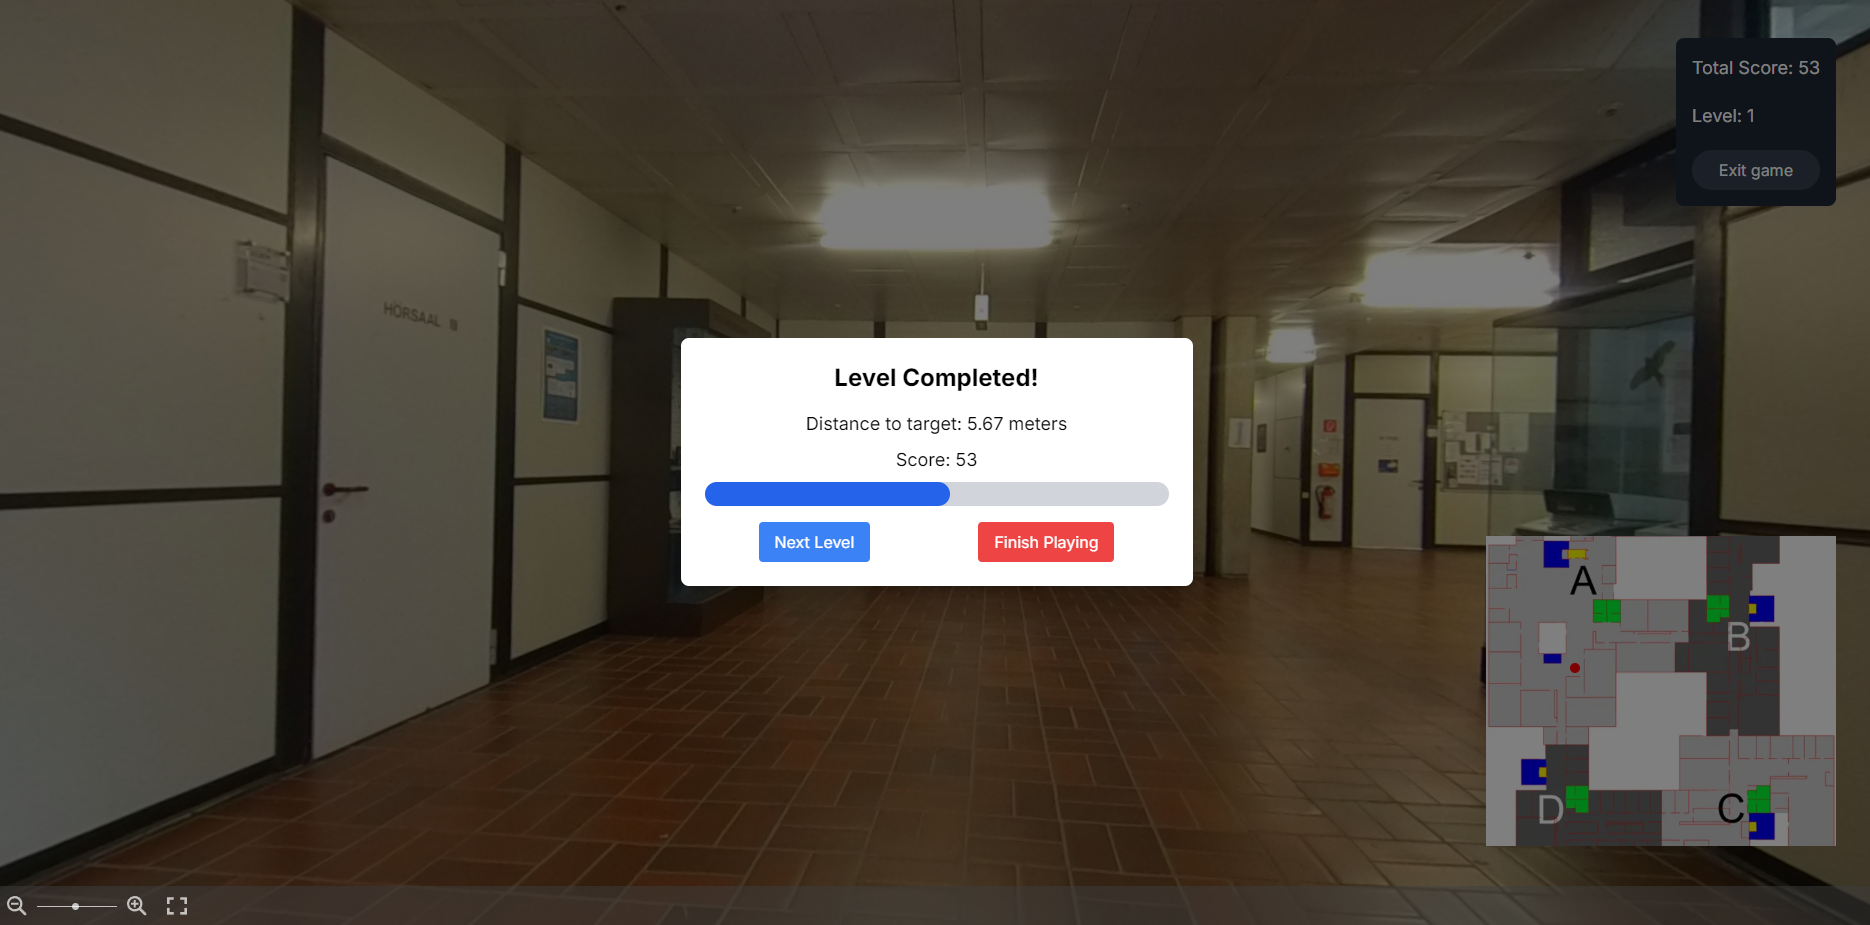 Total Score: 53
Level: 1
Exit game
HÖRSAAL
Level Completed!
Distance to target: 5.67 meters
Score: 53
Next Level
Finish Playing
A
B
D
C